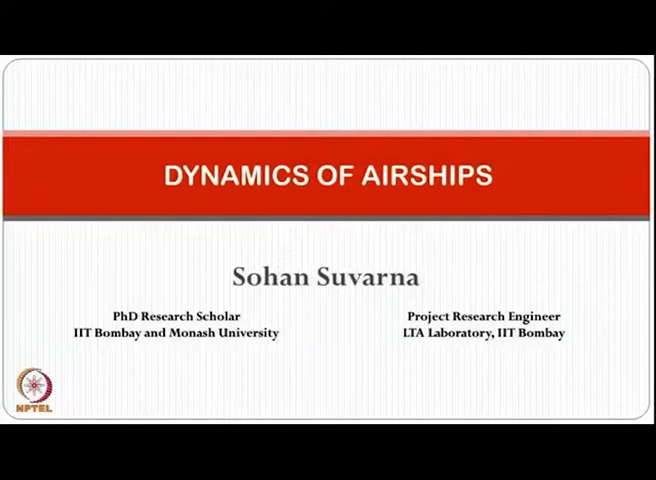 DYNAMICS OF AIRSHIPS
Sohan Suvarna
PhD Research Scholar
IIT Bombay and Monash University
Project Research Engineer
LTA Laboratory, IIT Bombay
NPTEL